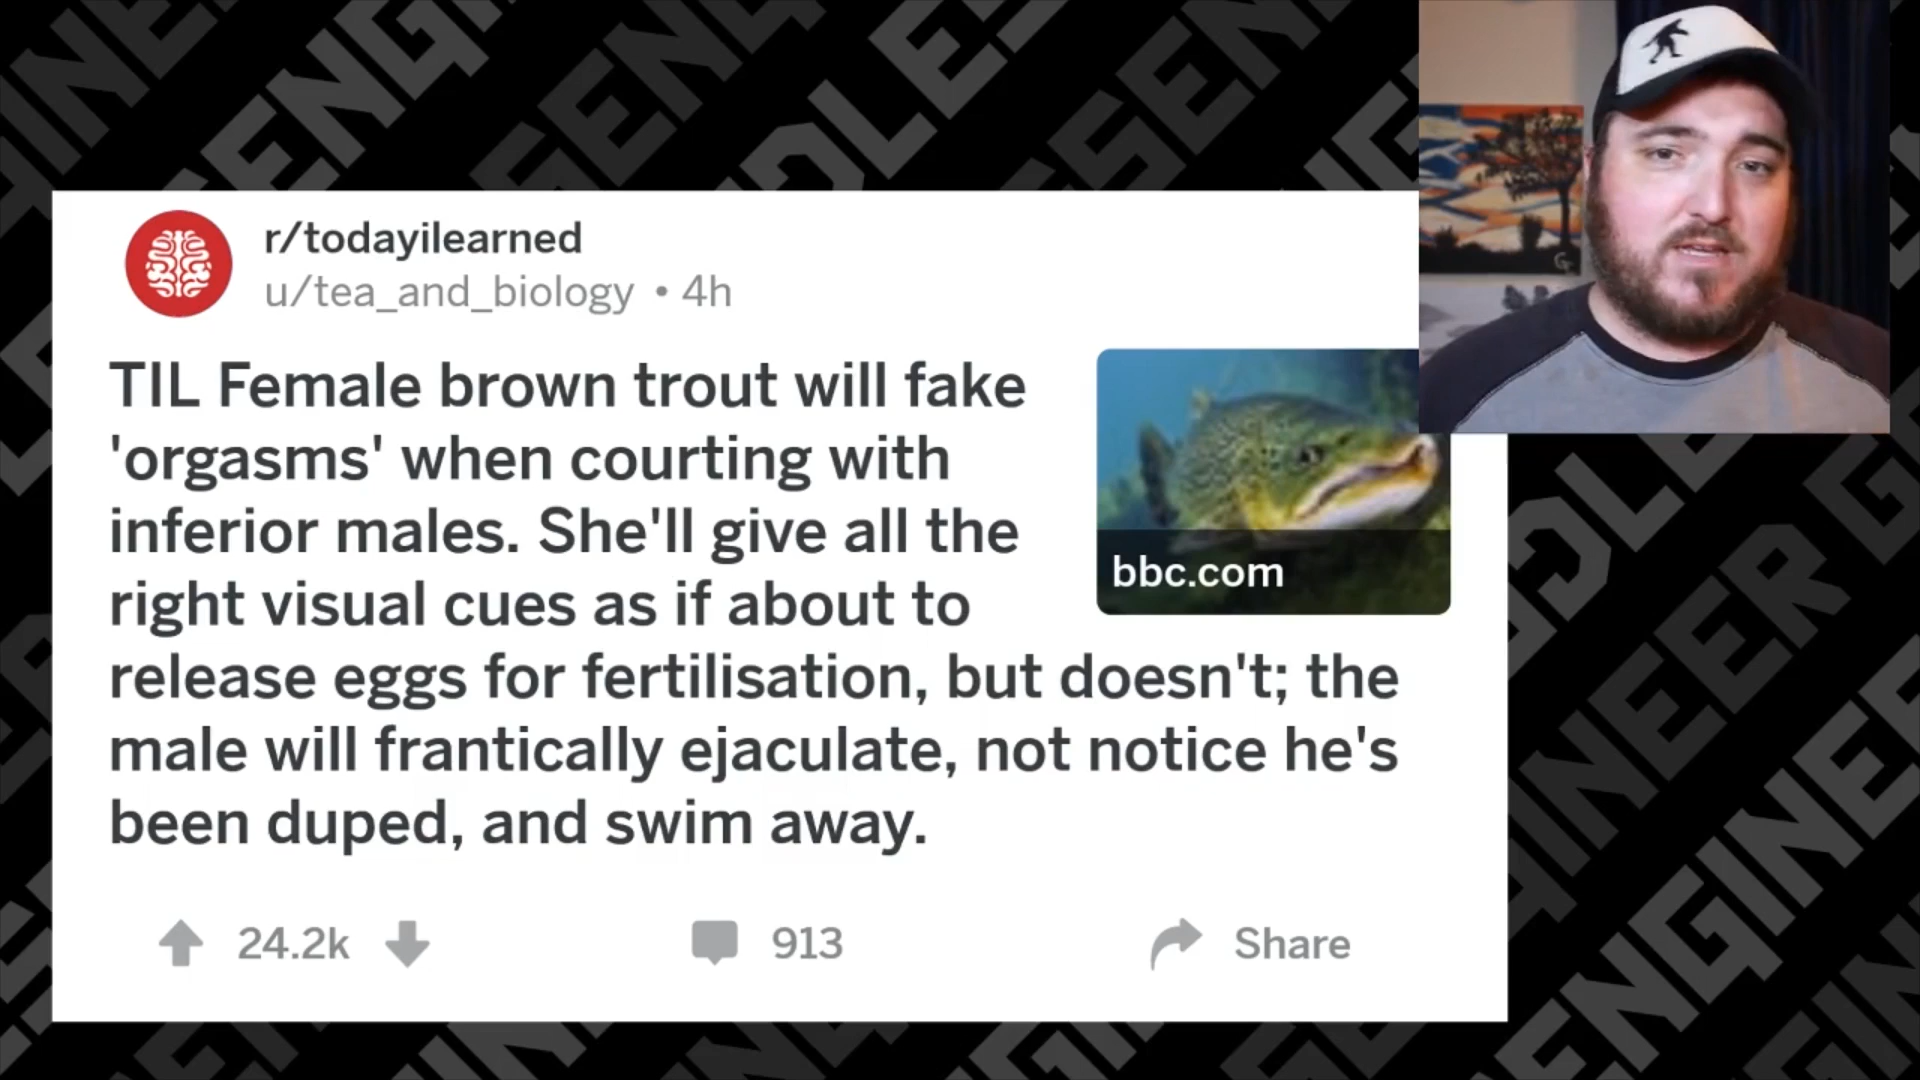 r/todayilearned
u/tea_and_biology • 4h
TIL Female brown trout will fake
'orgasms' when courting with
inferior males. She'll give all the
right visual cues as if about to
release eggs for fertilisation, but doesn't; the
male will frantically ejaculate, not notice he's
been duped, and swim away.
bbc.com
24.2k
913
Share